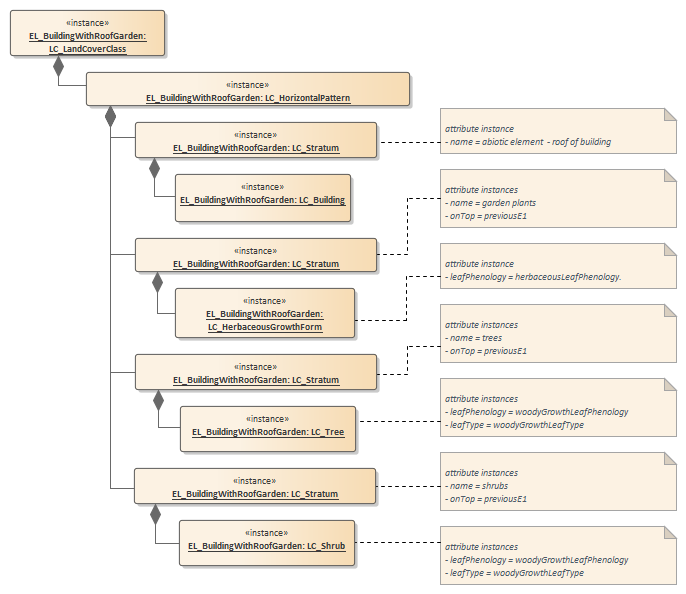 «instance»
EL_BuildingWithRoofGarden:
LC_LandCoverClass
«instance»
EL_BuildingWithRoofGarden: LC_HorizontalPattern
«instance»
EL_BuildingWithRoofGarden: LC_Stratum
attribute instance
- name = abiotic element - roof of building
«instance»
EL_BuildingWithRoofGarden: LC_Building
attribute instances
- name = garden plants
- onTop = previousE1
«instance»
EL_BuildingWithRoofGarden: LC_Stratum
attribute instance
- leafPhenology = herbaceousLeafPhenology.
«instance»
EL_BuildingWithRoofGarden:
LC_HerbaceousGrowthForm
attribute instances
- name = trees
- onTop = previousE1
«instance»
EL_BuildingWithRoofGarden: LC_Stratum
attribute instances
- leafPhenology = woodyGrowthLeafPhenology
- leafType = woodyGrowthLeafType
«instance»
EL_BuildingWithRoofGarden: LC_Tree
attribute instances
- name = shrubs
- onTop = previousE1
«instance»
EL_BuildingWithRoofGarden: LC_Stratum
«instance»
EL_BuildingWithRoofGarden: LC_Shrub
attribute instances
- leafPhenology = woodyGrowthLeafPhenology
- leafType = woodyGrowthLeafType